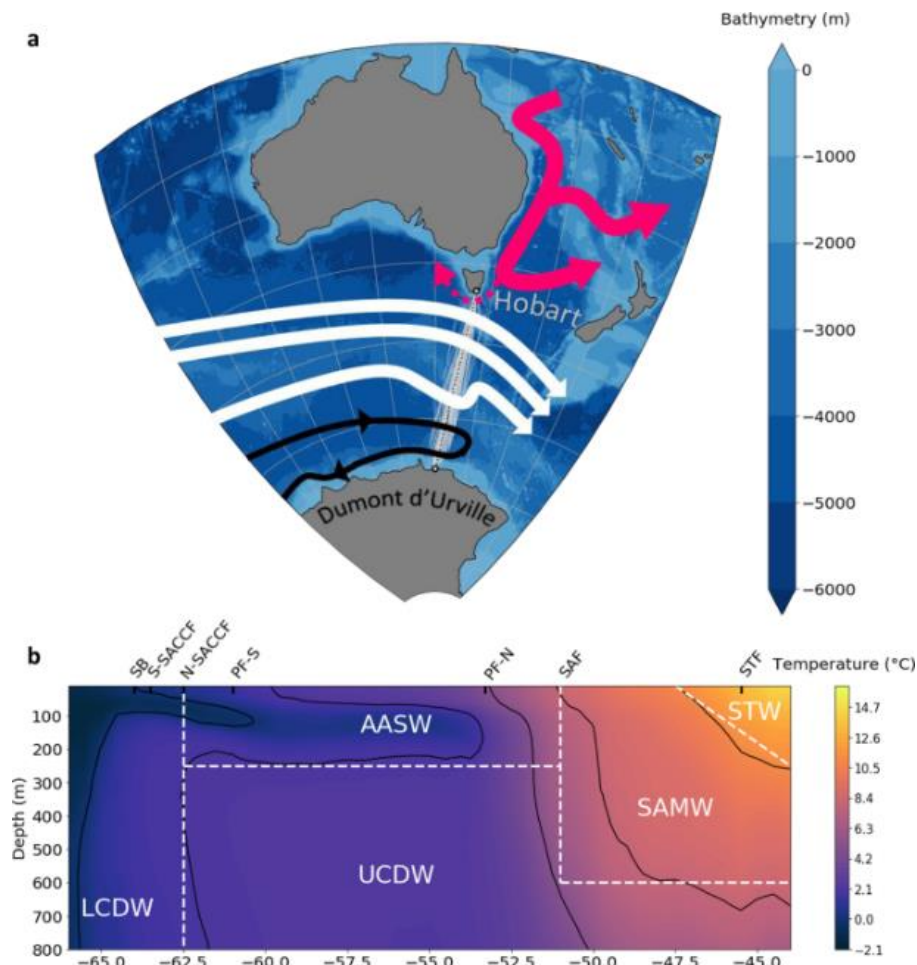 a
Bathymetry (m)
0
−1000
−2000
−3000
−4000
−5000
−6000
Hobart
Dumont d'Urville
b
SB
S-SACCF
N-SACCF
PF-S
PF-N
SAF
STF
Temperature (°C)
Depth (m)
100
200
300
400
500
600
700
800
AASW
STW
SAMW
UCDW
LCDW
14.7
12.6
10.5
8.4
6.3
4.2
2.1
0.0
−2.1
−65.0
−62.5
−60.0
−57.5
−55.0
−52.5
−50.0
−47.5
−45.0